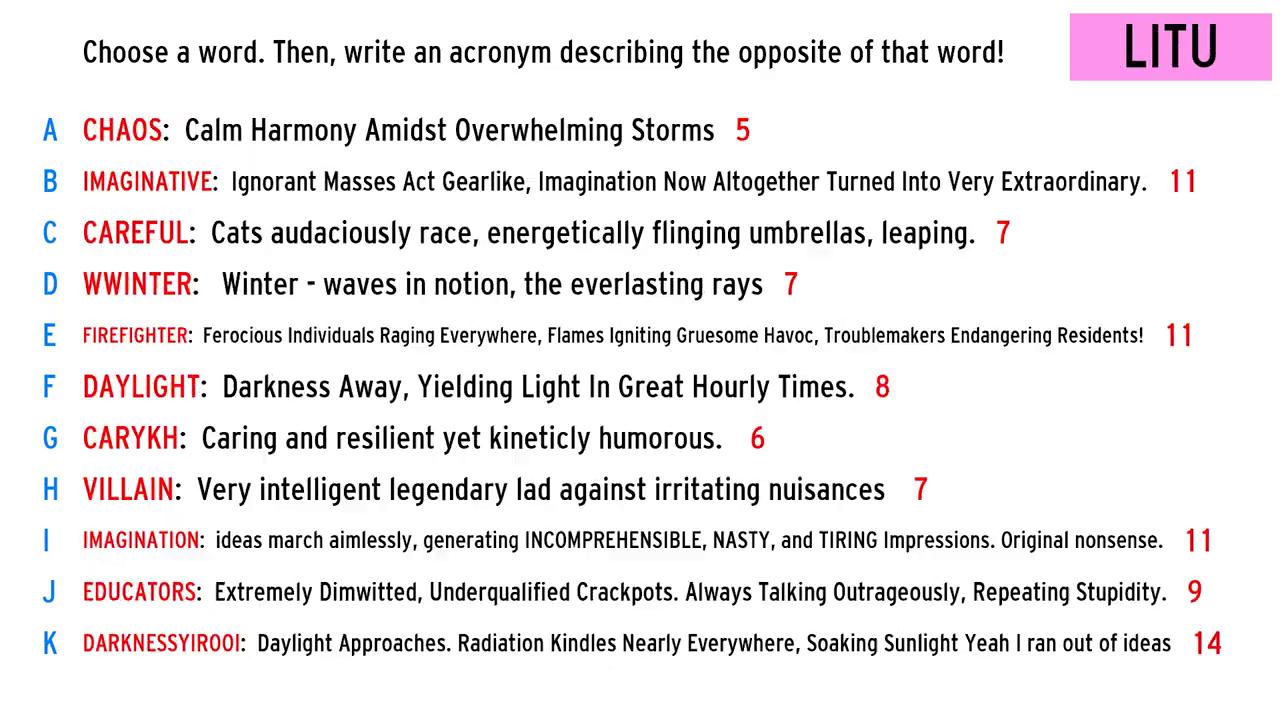 Choose a word. Then, write an acronym describing the opposite of that word!
LITU
A CHAOS: Calm Harmony Amidst Overwhelming Storms 5
B IMAGINATIVE: Ignorant Masses Act Gearlike, Imagination Now Altogether Turned Into Very Extraordinary. 11
C CAREFUL: Cats audaciously race, energetically flinging umbrellas, leaping. 7
D WWINTER: Winter - waves in notion, the everlasting rays 7
E FIREFIGHTER: Ferocious Individuals Raging Everywhere, Flames Igniting Gruesome Havoc, Troublemakers Endangering Residents! 11
F DAYLIGHT: Darkness Away, Yielding Light In Great Hourly Times. 8
G CARYKH: Caring and resilient yet kineticly humorous. 6
H VILLAIN: Very intelligent legendary lad against irritating nuisances 7
I IMAGINATION: ideas march aimlessly, generating INCOMPREHENSIBLE, NASTY, and TIRING Impressions. Original nonsense. 11
J EDUCATORS: Extremely Dimwitted, Underqualified Crackpots. Always Talking Outrageously, Repeating Stupidity. 9
K DARKNESSYIROOI: Daylight Approaches. Radiation Kindles Nearly Everywhere, Soaking Sunlight Yeah I ran out of ideas 14